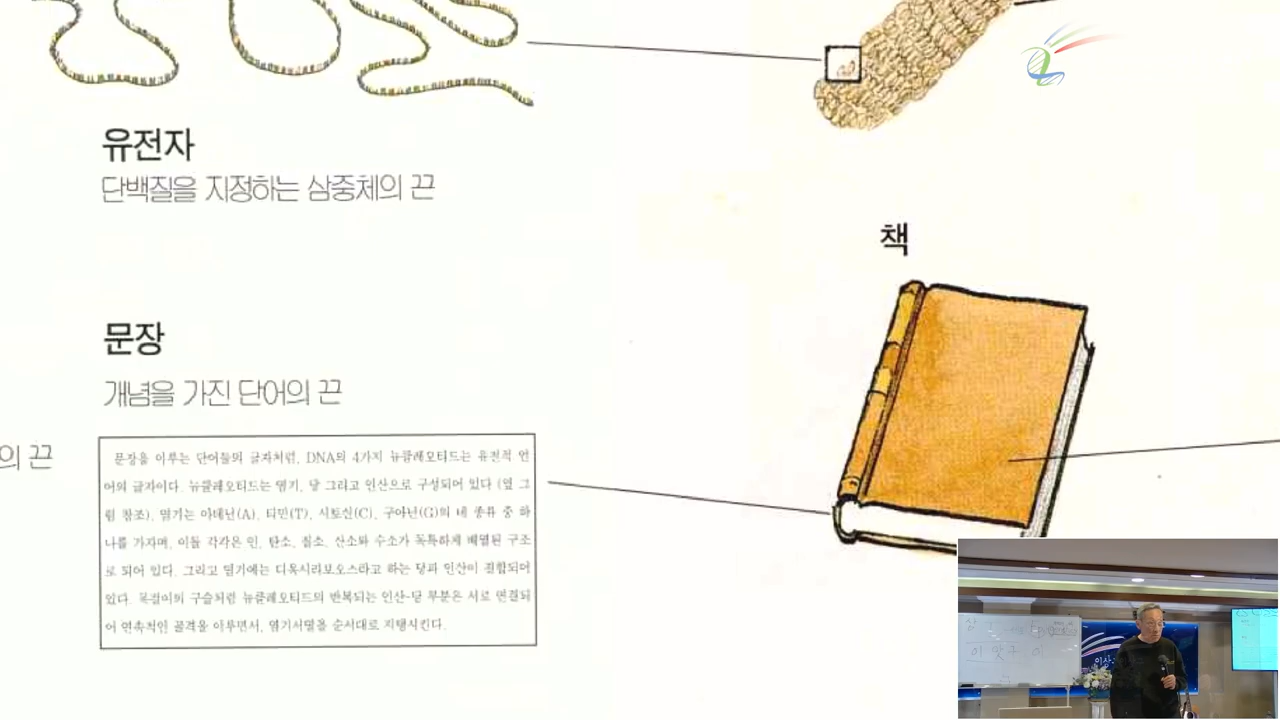 유전자
단백질을 지정하는 삼중체의 끈
책
문장
개념을 가진 단어의 끈
의 끈
문장을 이루는 단어들의 글자처럼, DNA의 4가지 뉴클레오티드는 유전적 언
어의 글자이다. 뉴클레오티드는 염기, 당 그리고 인산으로 구성되어 있다 (옆 그
림 참조), 염기는 아데닌(A), 티민(T), 시토신(C), 구아닌(G)의 네 종류 중 하
나를 가지며, 이들 각각은 인, 탄소, 질소, 산소와 수소가 독특하게 배열된 구조
로 되어 있다. 그리고 염기에는 디옥시리보오스라고 하는 당과 인산이 결합되어
있다. 목걸이의 구슬처럼 뉴클레오티드의 반복되는 인산-당 부분은 서로 연결되
어 연속적인 골격을 이루면서, 염기서열을 순서대로 지탱시킨다.